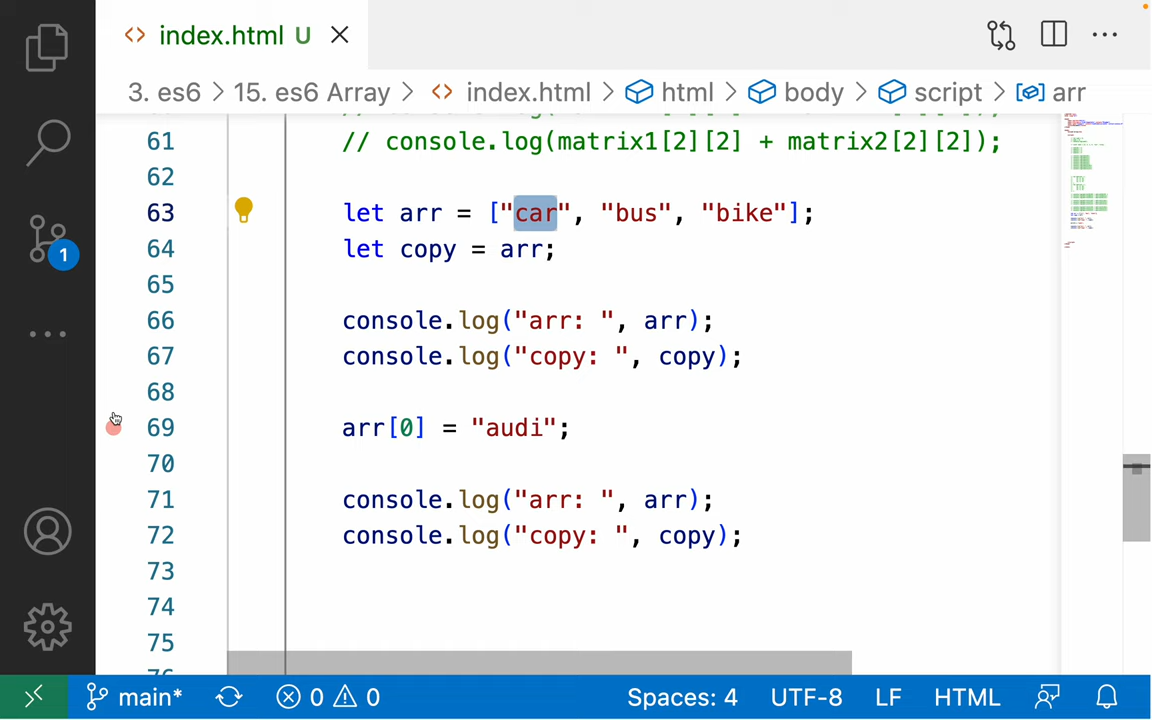 index.html U
3. es6 > 15. es6 Array > index.html > html > body > script > arr
61 // console.log(matrix1[2][2] + matrix2[2][2]);
62
63 let arr = ["car", "bus", "bike"];
64 let copy = arr;
65
66 console.log("arr: ", arr);
67 console.log("copy: ", copy);
68
69 arr[0] = "audi";
70
71 console.log("arr: ", arr);
72 console.log("copy: ", copy);
73
74
75
1
main* 0 0 Spaces: 4 UTF-8 LF HTML